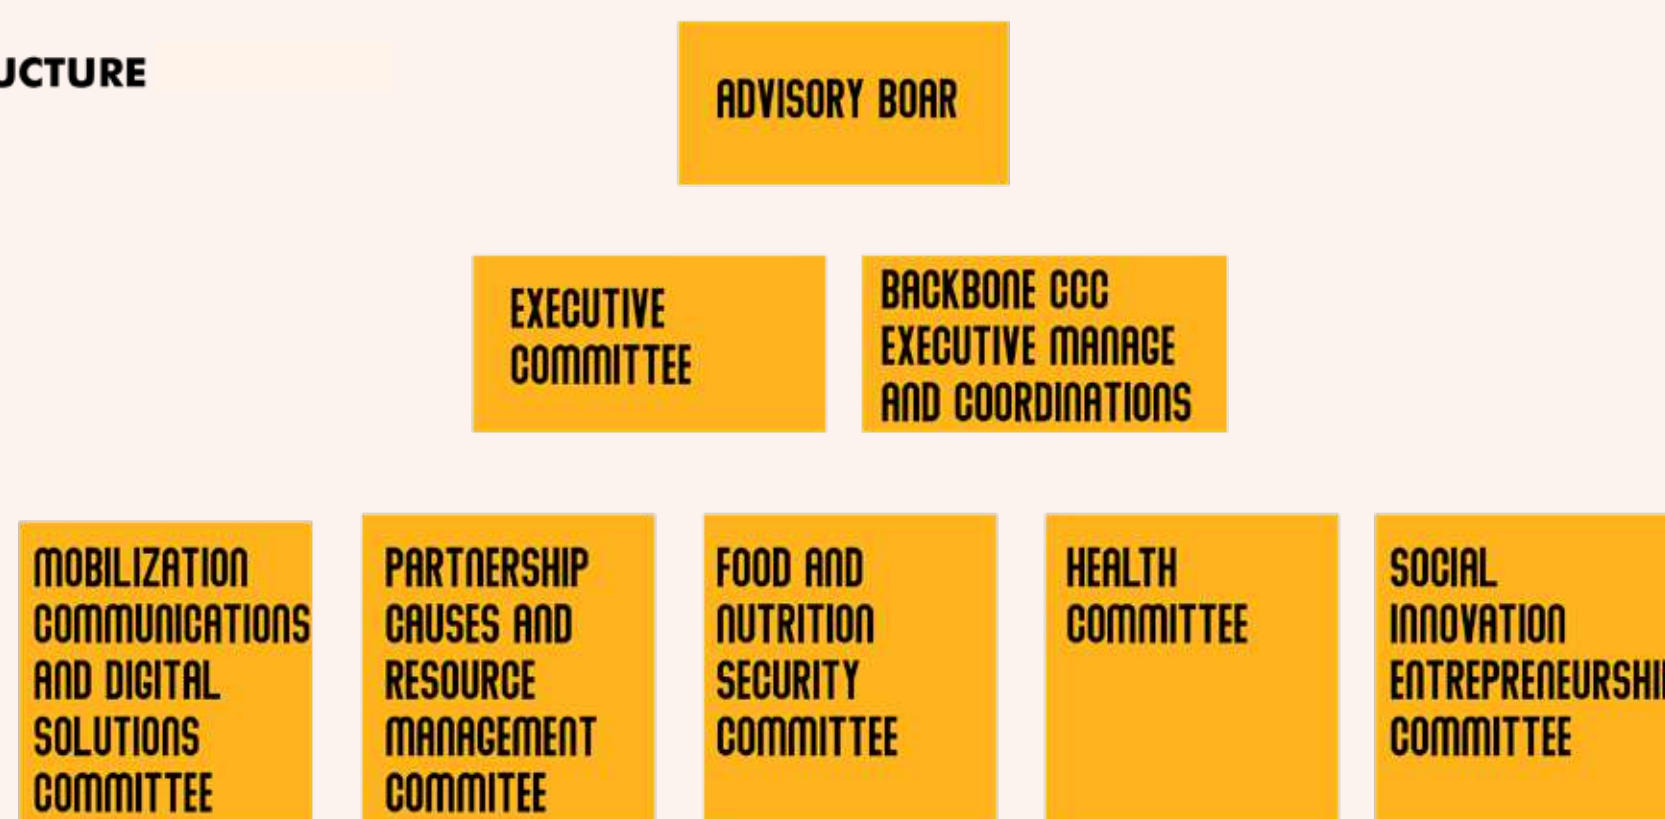 UCTURE
ADVISORY BOAR
EXECUTIVE
COMMITTEE
BACKBONE CCC
EXECUTIVE MANAGE
AND COORDINATIONS
MOBILIZATION
COMMUNICATIONS
AND DIGITAL
SOLUTIONS
COMMITTEE
PARTNERSHIP
CAUSES AND
RESOURCE
MANAGEMENT
COMMITEE
FOOD AND
NUTRITION
SECURITY
COMMITTEE
HEALTH
COMMITTEE
SOCIAL
INNOVATION
ENTREPRENEURSHI
COMMITTEE